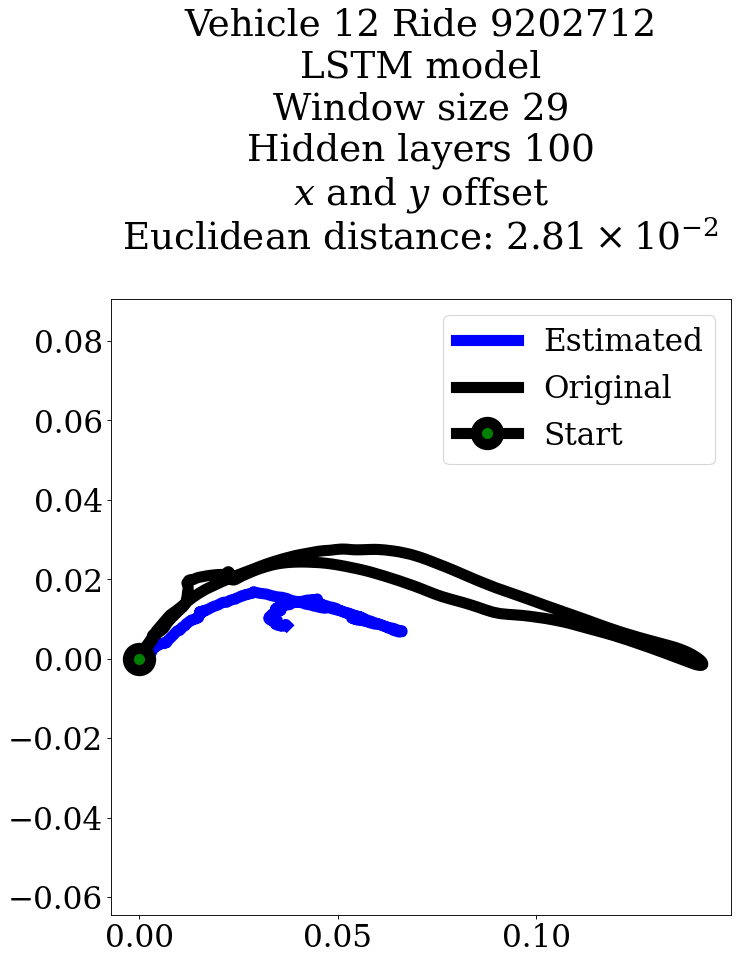 Vehicle 12 Ride 9202712
LSTM model
Window size 29
Hidden layers 100
x and y offset
Euclidean distance: 2.81 × 10⁻²
Estimated
Original
Start
0.08
0.06
0.04
0.02
0.00
−0.02
−0.04
−0.06
0.00 0.05 0.10